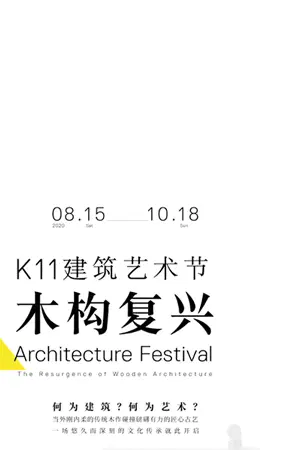 08.15 10.18
2020 Sat Sun
K11建筑艺术节
木构复兴
Architecture Festival
The Resurgence of Wooden Architecture
何为建筑?何为艺术?
当外刚内柔的传统木作碰撞铿锵有力的匠心古艺
一场悠久而深刻的文化传承就此开启